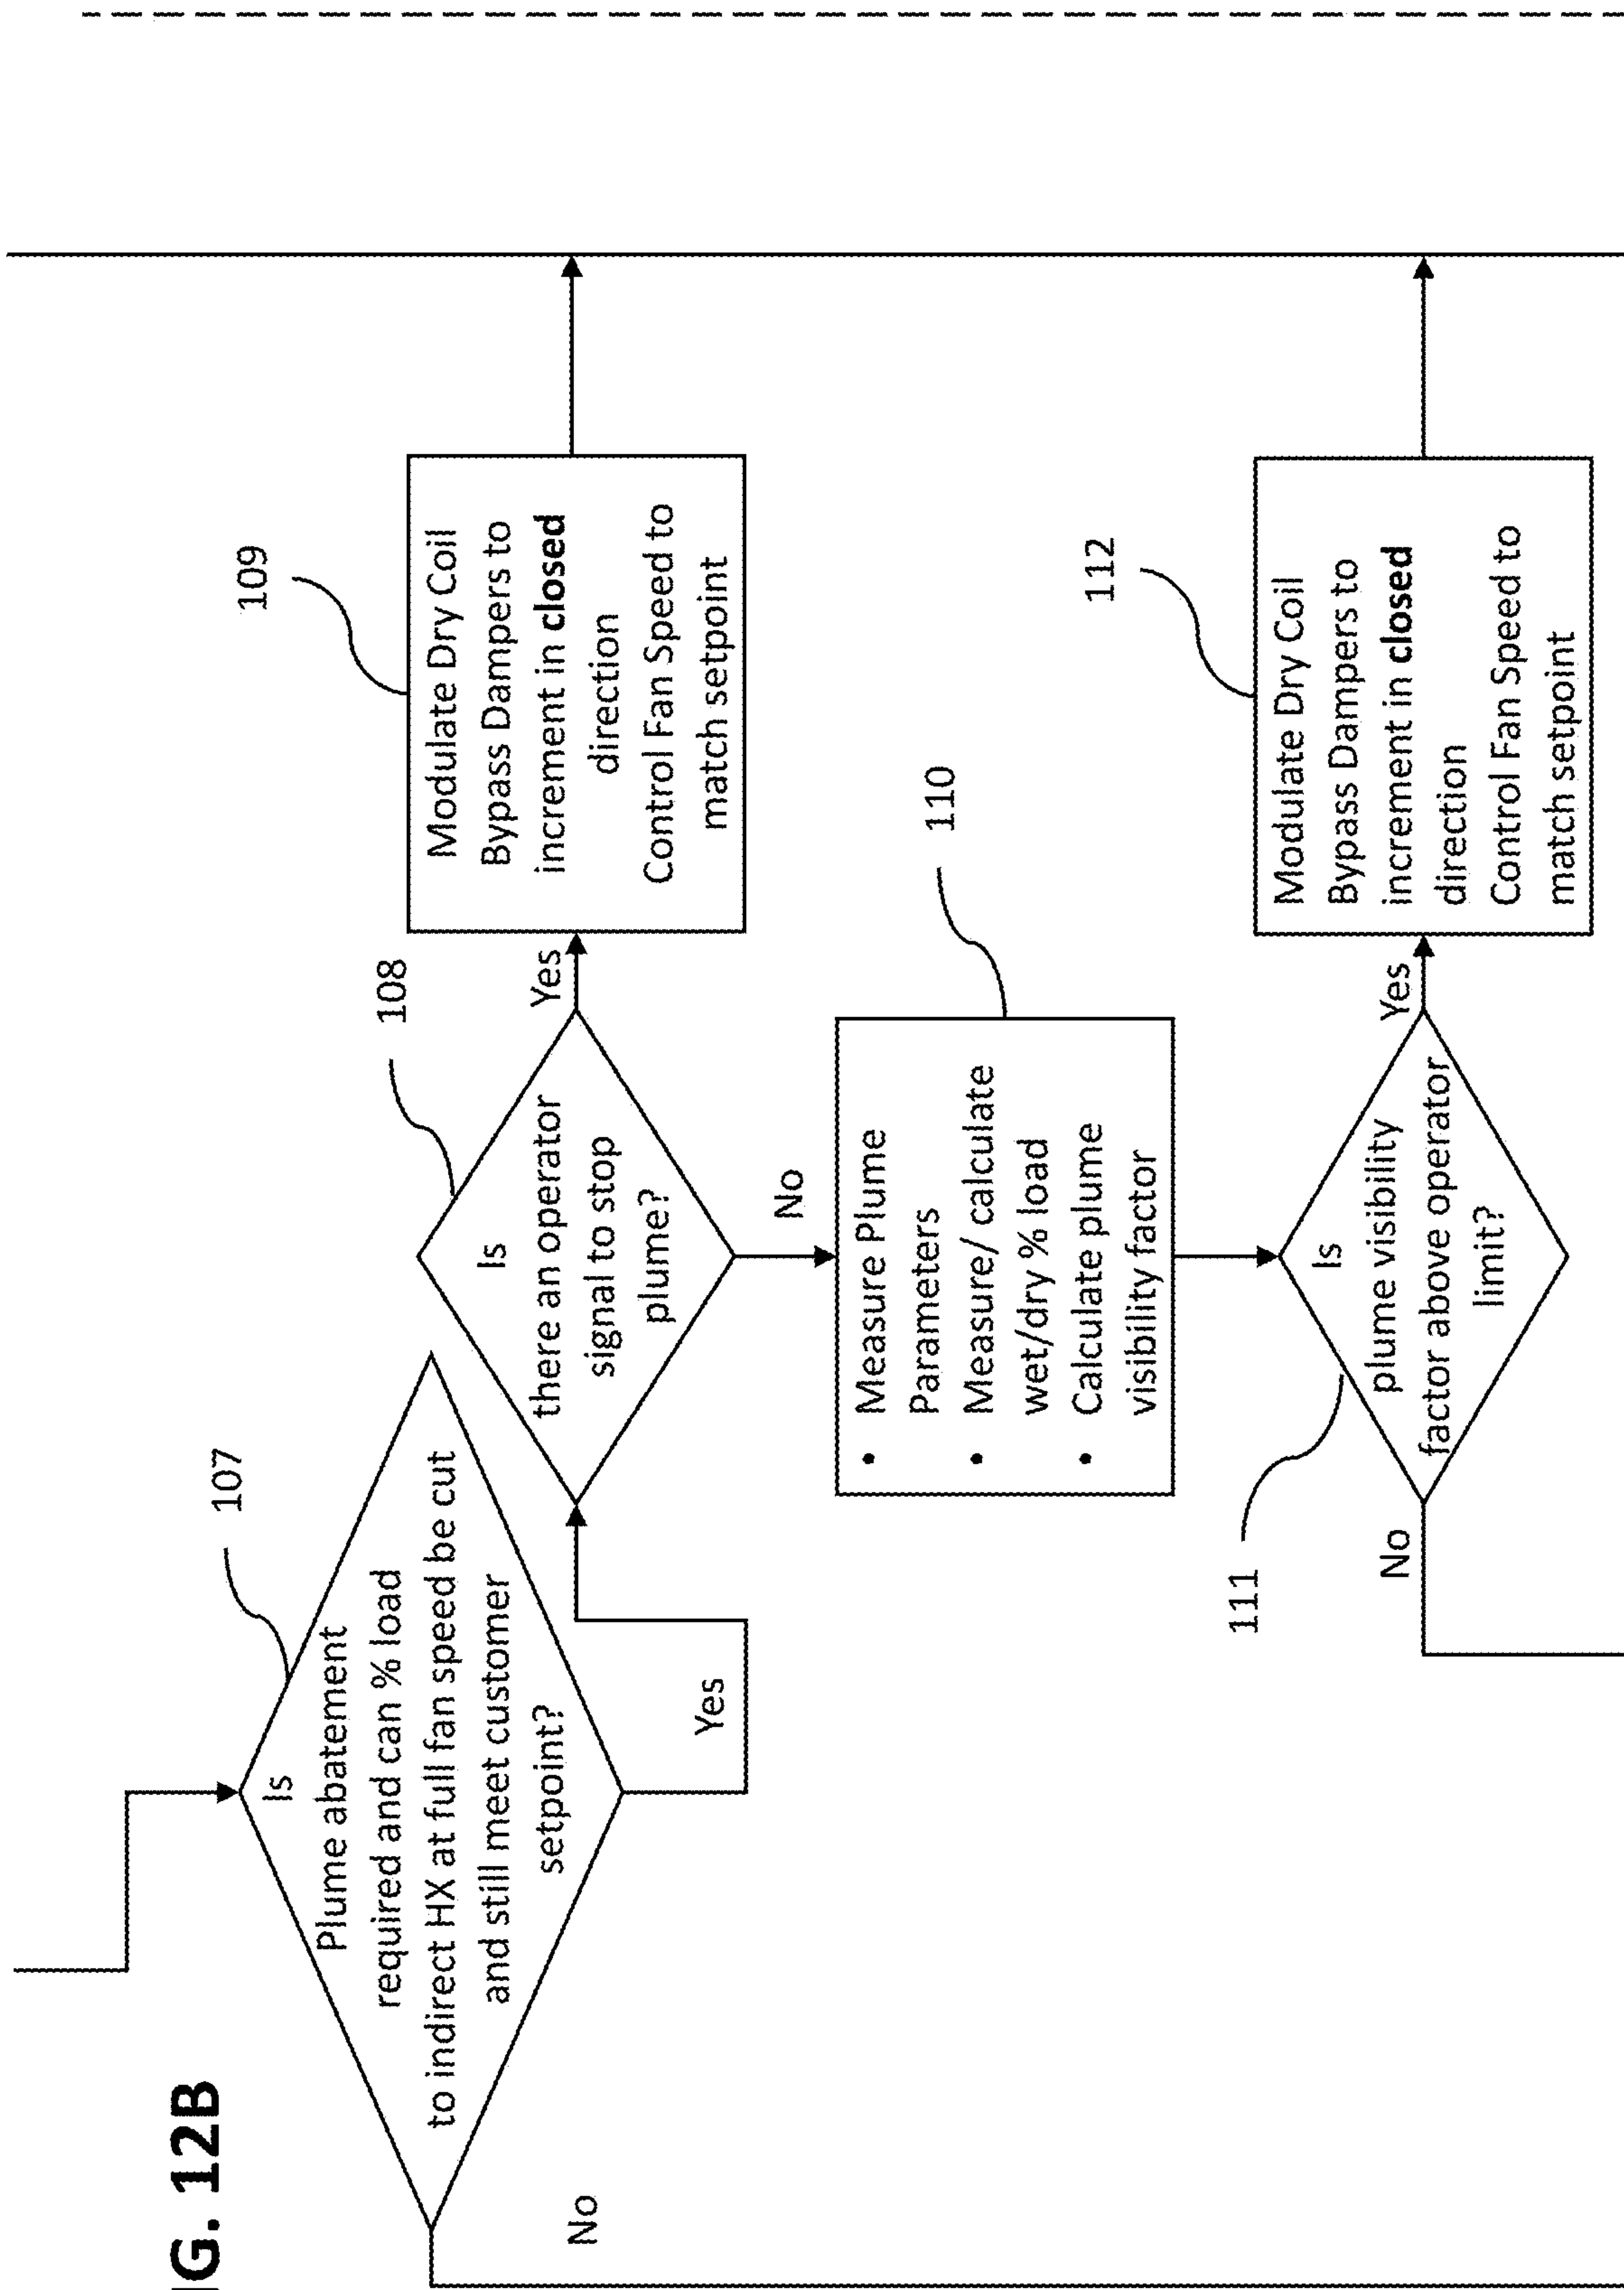 G. 12B
107
Is
Plume abatement
required and can % load
to indirect HX at full fan speed be cut
and still meet customer
setpoint?
No
Yes
108
Is
there an operator
signal to stop
plume?
Yes
No
109
Modulate Dry Coil
Bypass Dampers to
increment in closed
direction
Control Fan Speed to
match setpoint
110
• Measure Plume
Parameters
• Measure/ calculate
wet/dry % load
• Calculate plume
visibility factor
111
Is
plume visibility
factor above operator
limit?
No
Yes
112
Modulate Dry Coil
Bypass Dampers to
increment in closed
direction
Control Fan Speed to
match setpoint